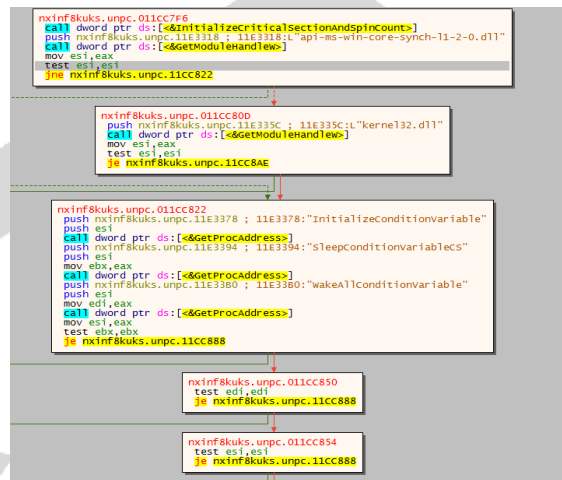 nxinf8kuks.unpc.011CC7F6
call dword ptr ds:[<&InitializeCriticalSectionAndSpinCount>]
push nxinf8kuks.unpc.11E3318 ; 11E3318:L"api-ms-win-core-synch-l1-2-0.dll"
call dword ptr ds:[<&GetModuleHandleW>]
mov esi,eax
test esi,esi
jne nxinf8kuks.unpc.11CC822
nxinf8kuks.unpc.011CC80D
push nxinf8kuks.unpc.11E335C ; 11E335C:L"kernel32.dll"
call dword ptr ds:[<&GetModuleHandleW>]
mov esi,eax
test esi,esi
je nxinf8kuks.unpc.11CC8AE
nxinf8kuks.unpc.011CC822
push nxinf8kuks.unpc.11E3378 ; 11E3378:"InitializeConditionVariable"
push esi
call dword ptr ds:[<&GetProcAddress>]
push nxinf8kuks.unpc.11E3394 ; 11E3394:"SleepConditionVariableCS"
push esi
mov ebx,eax
call dword ptr ds:[<&GetProcAddress>]
push nxinf8kuks.unpc.11E33B0 ; 11E33B0:"WakeAllConditionVariable"
push esi
mov edi,eax
call dword ptr ds:[<&GetProcAddress>]
mov esi,eax
test ebx,ebx
je nxinf8kuks.unpc.11CC888
nxinf8kuks.unpc.011CC850
test edi,edi
je nxinf8kuks.unpc.11CC888
nxinf8kuks.unpc.011CC854
test esi,esi
je nxinf8kuks.unpc.11CC888